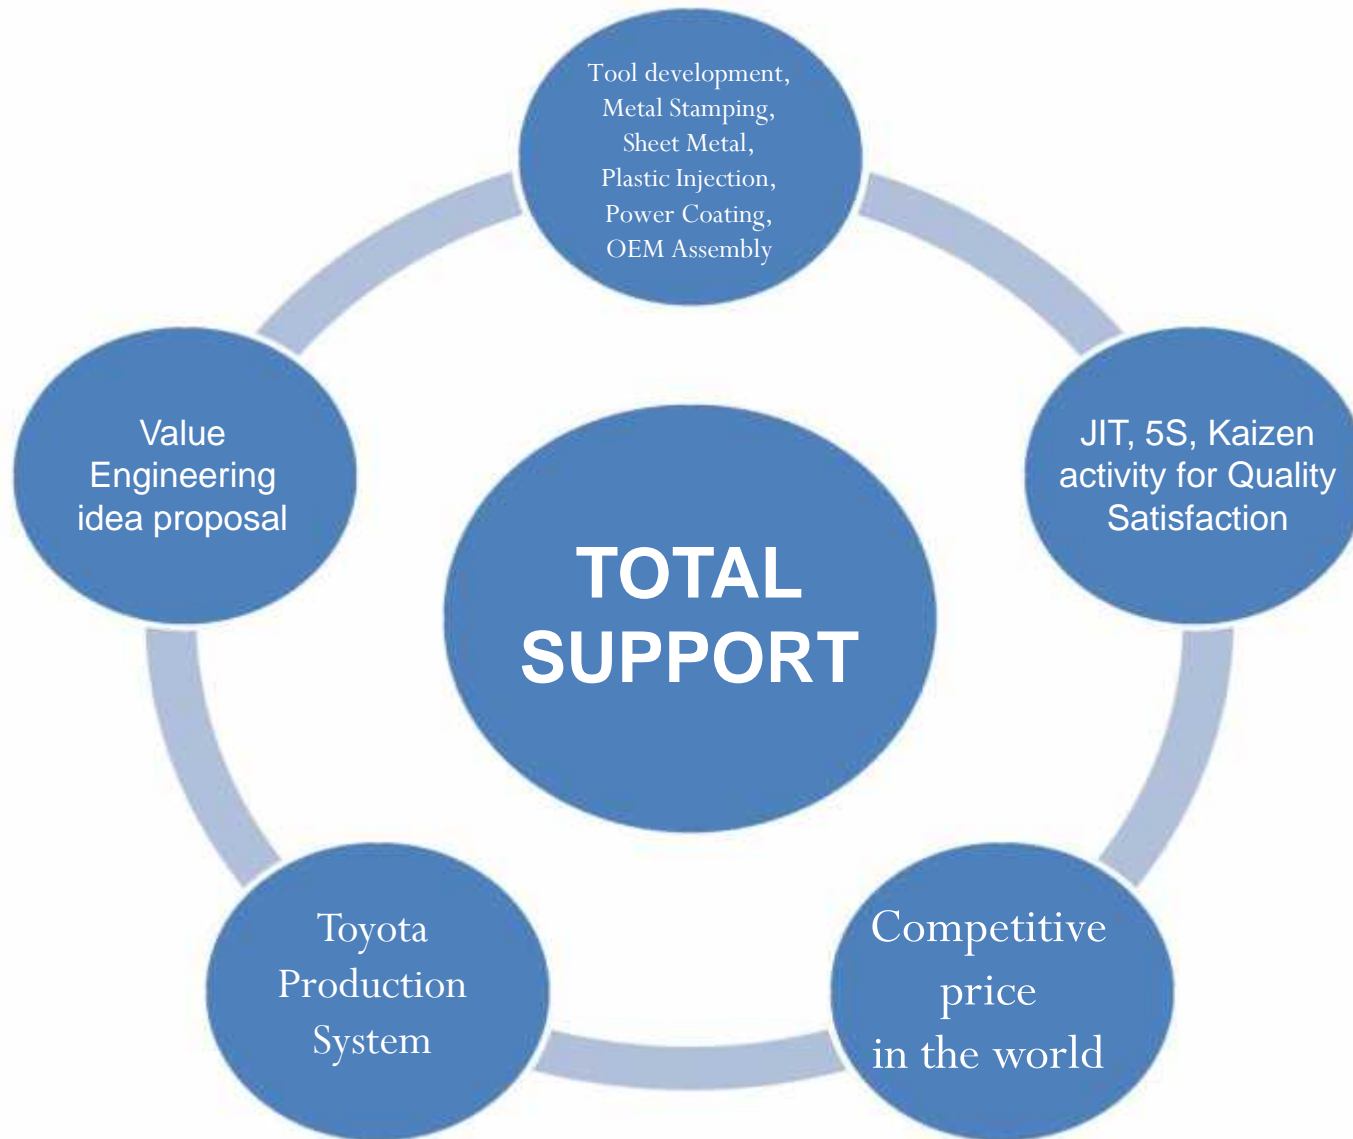 Tool development,
Metal Stamping,
Sheet Metal,
Plastic Injection,
Power Coating,
OEM Assembly
Value
Engineering
idea proposal
JIT, 5S, Kaizen
activity for Quality
Satisfaction
TOTAL
SUPPORT
Toyota
Production
System
Competitive
price
in the world